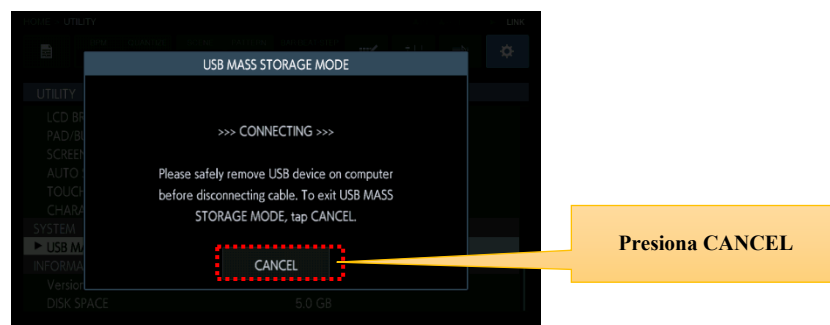 HOME > UTILITY
LINK
USB MASS STORAGE MODE
UTILITY
>>> CONNECTING >>>
LCD BR
PAD/BI
SCREEN
Please safely remove USB device on computer
AUTO
before disconnecting cable. To exit USB MASS
TOUCH
STORAGE MODE, tap CANCEL.
CHARA
SYSTEM
USB MA
INFORMA
CANCEL
Version
DISK SPACE 5.0 GB
Presiona CANCEL